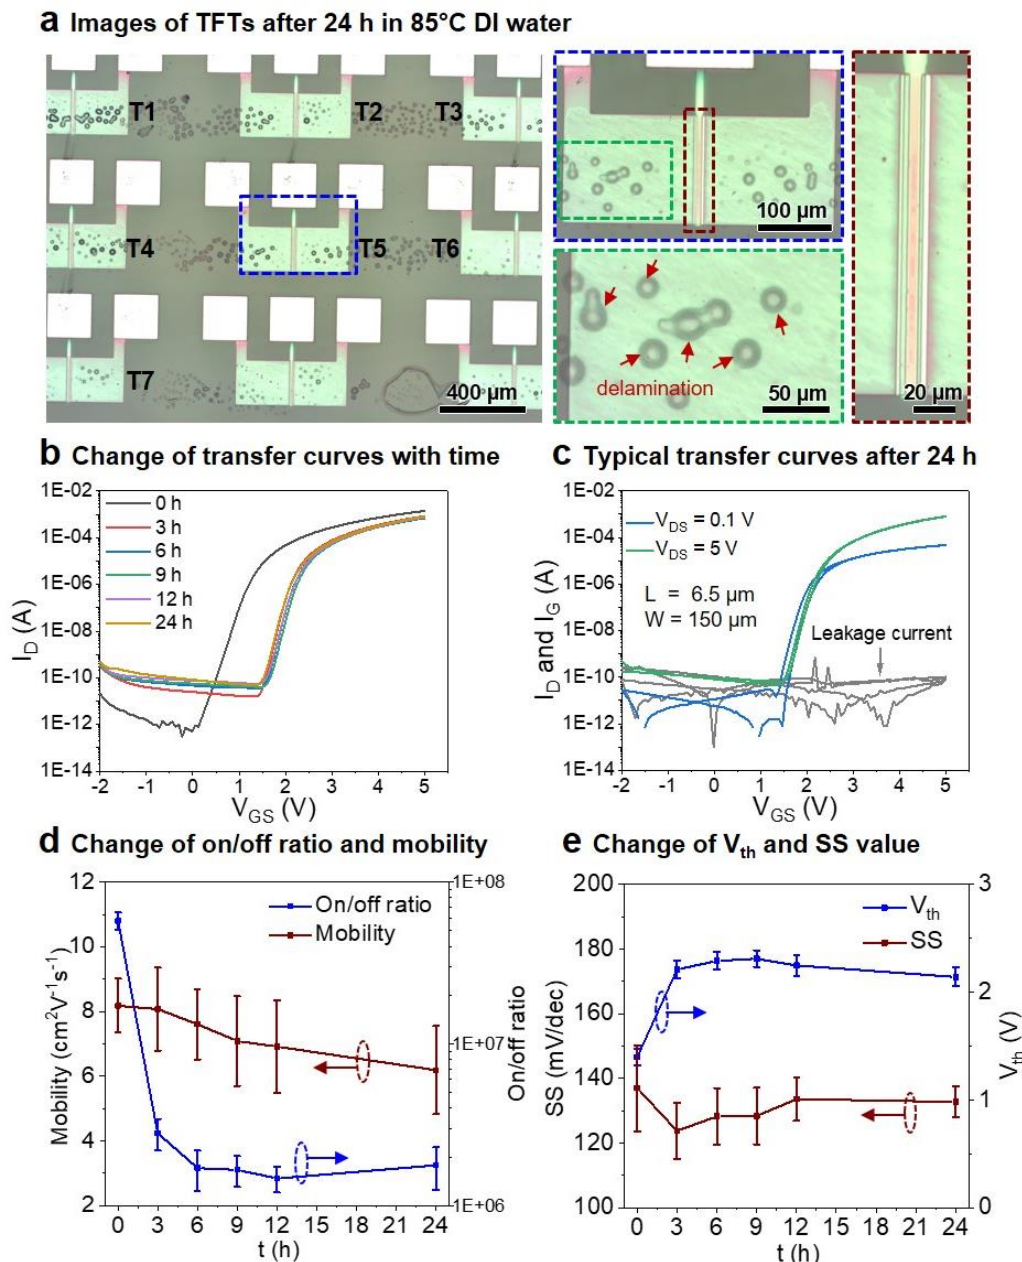 a Images of TFTs after 24 h in 85°C DI water
T1
T2
T3
T4
T5
T6
T7
400 µm
100 µm
delamination
50 µm
20 µm
b Change of transfer curves with time
1E-02
1E-04
1E-06
1E-08
1E-10
1E-12
1E-14
I_D (A)
0 h
3 h
6 h
9 h
12 h
24 h
-2 -1 0 1 2 3 4 5
V_GS (V)
c Typical transfer curves after 24 h
1E-02
1E-04
1E-06
1E-08
1E-10
1E-12
1E-14
I_D and I_G (A)
V_DS = 0.1 V
V_DS = 5 V
L = 6.5 µm
W = 150 µm
Leakage current
-2 -1 0 1 2 3 4 5
V_GS (V)
d Change of on/off ratio and mobility
12
10
8
6
4
2
Mobility (cm²V⁻¹s⁻¹)
On/off ratio
Mobility
1E+08
1E+07
1E+06
On/off ratio
0 3 6 9 12 15 18 21 24
t (h)
e Change of V_th and SS value
200
180
160
140
120
100
SS (mV/dec)
V_th
SS
3
2
1
0
V_th (V)
0 3 6 9 12 15 18 21 24
t (h)